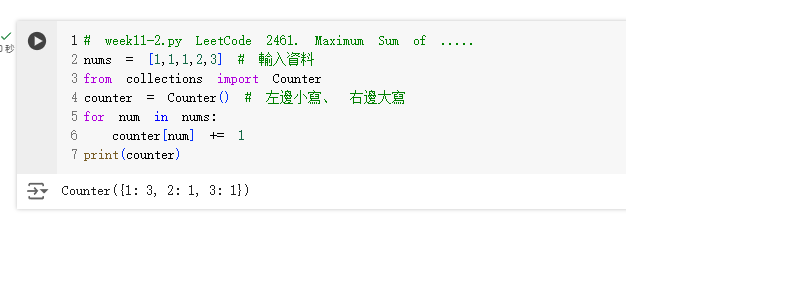 1 # week11-2.py LeetCode 2461. Maximum Sum of .....
2 nums = [1,1,1,2,3] # 輸入資料
3 from collections import Counter
4 counter = Counter() # 左邊小寫、 右邊大寫
5 for num in nums:
6 counter[num] += 1
7 print(counter)
0 秒
Counter({1: 3, 2: 1, 3: 1})